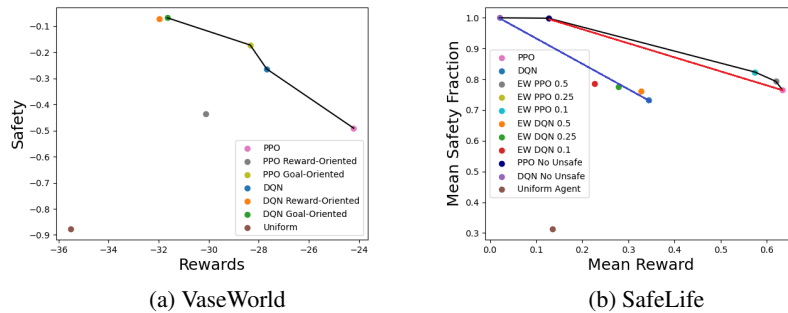 −0.1
−0.2
−0.3
−0.4
−0.5
−0.6
−0.7
−0.8
−0.9
Safety
−36
−34
−32
−30
−28
−26
−24
Rewards
PPO
PPO Reward-Oriented
PPO Goal-Oriented
DQN
DQN Reward-Oriented
DQN Goal-Oriented
Uniform
(a) VaseWorld
1.0
0.9
0.8
0.7
0.6
0.5
0.4
0.3
Mean Safety Fraction
0.0
0.1
0.2
0.3
0.4
0.5
0.6
Mean Reward
PPO
DQN
EW PPO 0.5
EW PPO 0.25
EW PPO 0.1
EW DQN 0.5
EW DQN 0.25
EW DQN 0.1
PPO No Unsafe
DQN No Unsafe
Uniform Agent
(b) SafeLife